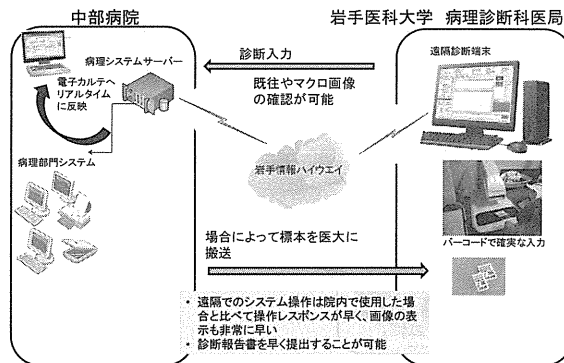 中部病院
岩手医科大学 病理診断科医局
病理システムサーバー
電子カルテへ
リアルタイム
に反映
病理部門システム
診断入力
既往やマクロ画像
の確認が可能
岩手情報ハイウエイ
遠隔診断端末
バーコードで確実な入力
場合によって標本を医大に
搬送
・ 遠隔でのシステム操作は院内で使用した場
合と比べて操作レスポンスが早く、画像の表
示も非常に早い
・ 診断報告書を早く提出することが可能